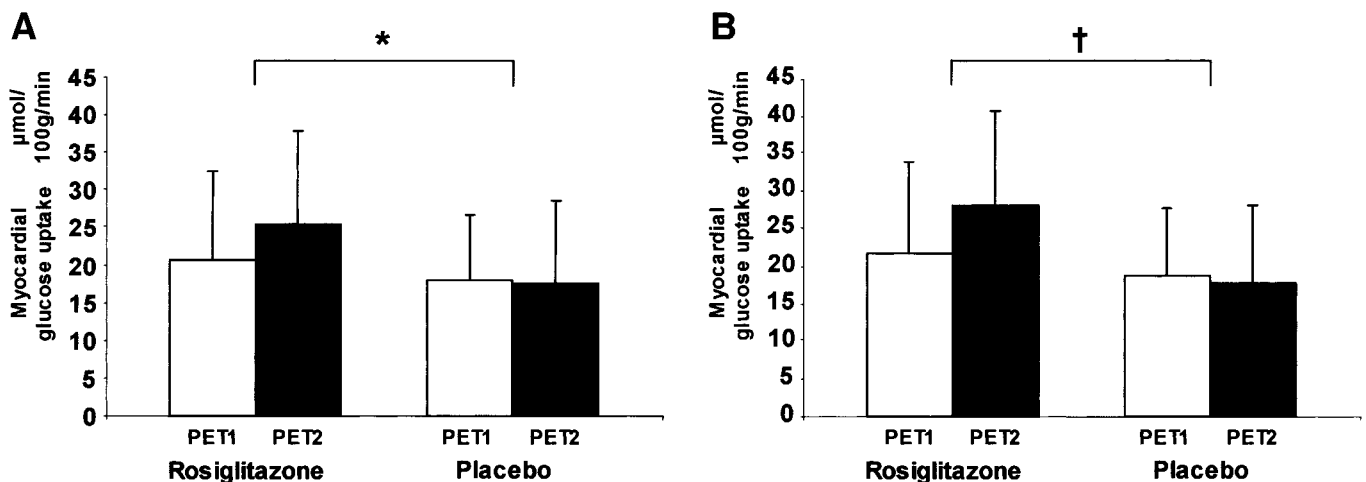 A
*
Myocardial
glucose uptake
µmol/
100g/min
45
40
35
30
25
20
15
10
5
0
PET1
PET2
PET1
PET2
Rosiglitazone
Placebo
B
†
Myocardial
glucose uptake
µmol/
100g/min
45
40
35
30
25
20
15
10
5
0
PET1
PET2
PET1
PET2
Rosiglitazone
Placebo